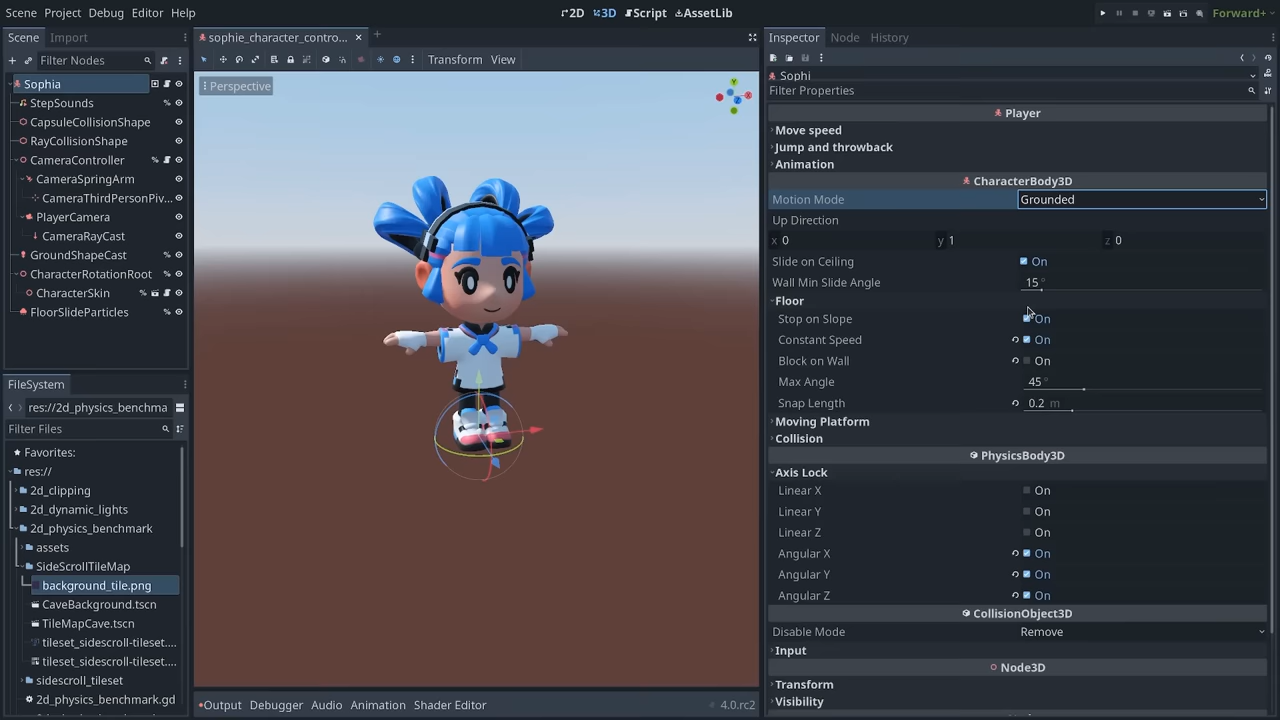 Scene Project Debug Editor Help
2D 3D Script AssetLib
Forward+
Scene Import
Filter Nodes
Sophia
StepSounds
CapsuleCollisionShape
RayCollisionShape
CameraController
CameraSpringArm
CameraThirdPersonPiv...
PlayerCamera
CameraRayCast
GroundShapeCast
CharacterRotationRoot
CharacterSkin
FloorSlideParticles
FileSystem
res://2d_physics_benchma
Filter Files
Favorites:
res://
2d_clipping
2d_dynamic_lights
2d_physics_benchmark
assets
SideScrollTileMap
background_tile.png
CaveBackground.tscn
TileMapCave.tscn
tileset_sidescroll-tileset....
tileset_sidescroll-tileset....
sidescroll_tileset
2d_physics_benchmark.gd
sophie_character_contro...
Transform View
Perspective
Y
X
Z
Output Debugger Audio Animation Shader Editor
4.0.rc2
Inspector Node History
Sophi
Filter Properties
Player
Move speed
Jump and throwback
Animation
CharacterBody3D
Motion Mode Grounded
Up Direction
x 0 y 1 z 0
Slide on Ceiling On
Wall Min Slide Angle 15 °
Floor
Stop on Slope On
Constant Speed On
Block on Wall On
Max Angle 45 °
Snap Length 0.2 m
Moving Platform
Collision
PhysicsBody3D
Axis Lock
Linear X On
Linear Y On
Linear Z On
Angular X On
Angular Y On
Angular Z On
CollisionObject3D
Disable Mode Remove
Input
Node3D
Transform
Visibility